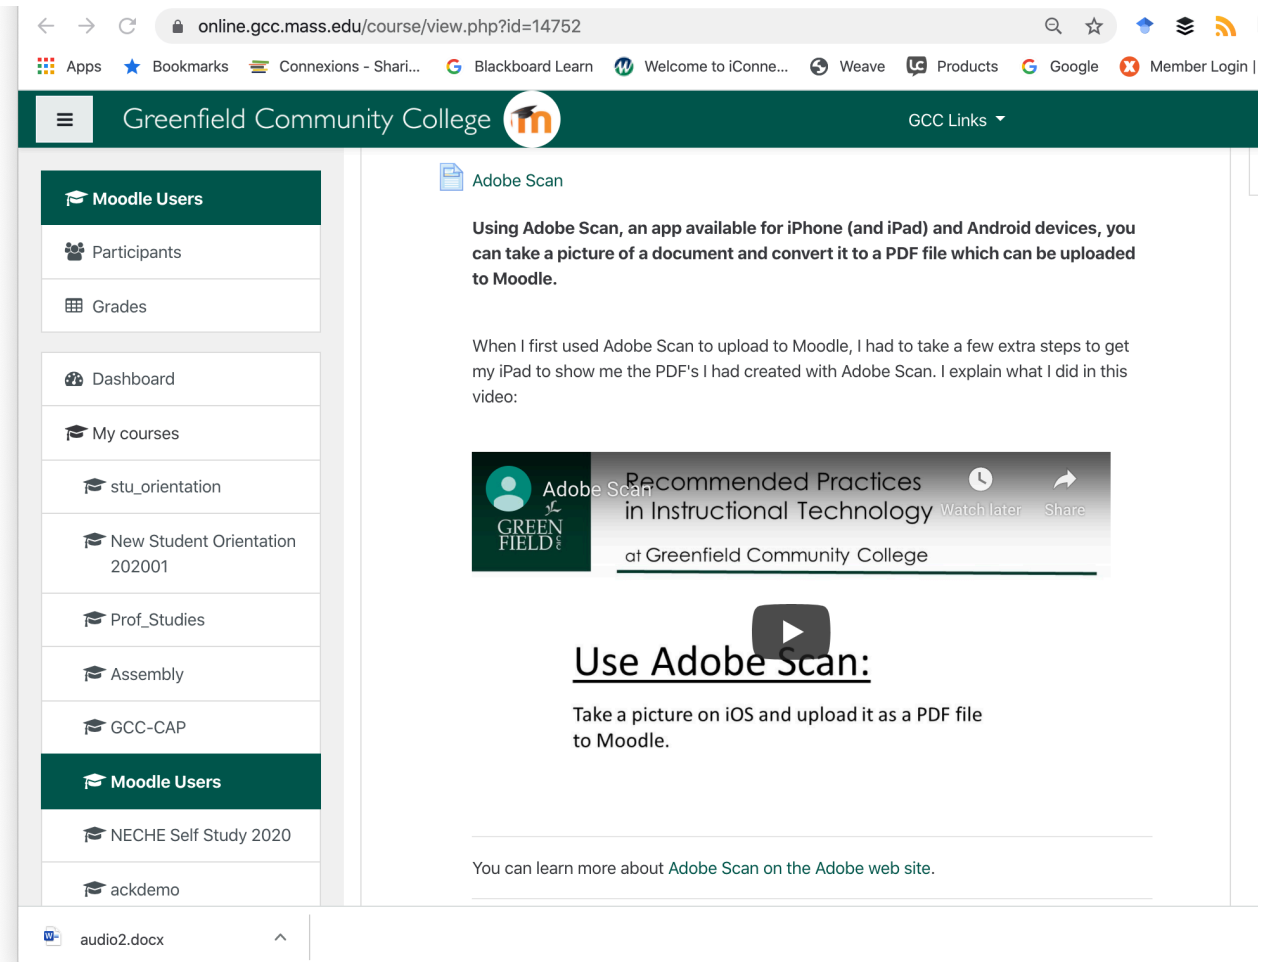 online.gcc.mass.edu/course/view.php?id=14752
Apps Bookmarks Connexions - Shari... Blackboard Learn Welcome to iConne... Weave Products Google Member Login |
Greenfield Community College m GCC Links
Moodle Users
Participants
Grades
Dashboard
My courses
stu_orientation
New Student Orientation
202001
Prof_Studies
Assembly
GCC-CAP
Moodle Users
NECHE Self Study 2020
ackdemo
Adobe Scan
Using Adobe Scan, an app available for iPhone (and iPad) and Android devices, you
can take a picture of a document and convert it to a PDF file which can be uploaded
to Moodle.
When I first used Adobe Scan to upload to Moodle, I had to take a few extra steps to get
my iPad to show me the PDF's I had created with Adobe Scan. I explain what I did in this
video:
Adobe Scan
Watch later Share
GREEN
FIELD
Recommended Practices
in Instructional Technology
at Greenfield Community College
Use Adobe Scan:
Take a picture on iOS and upload it as a PDF file
to Moodle.
You can learn more about Adobe Scan on the Adobe web site.
audio2.docx